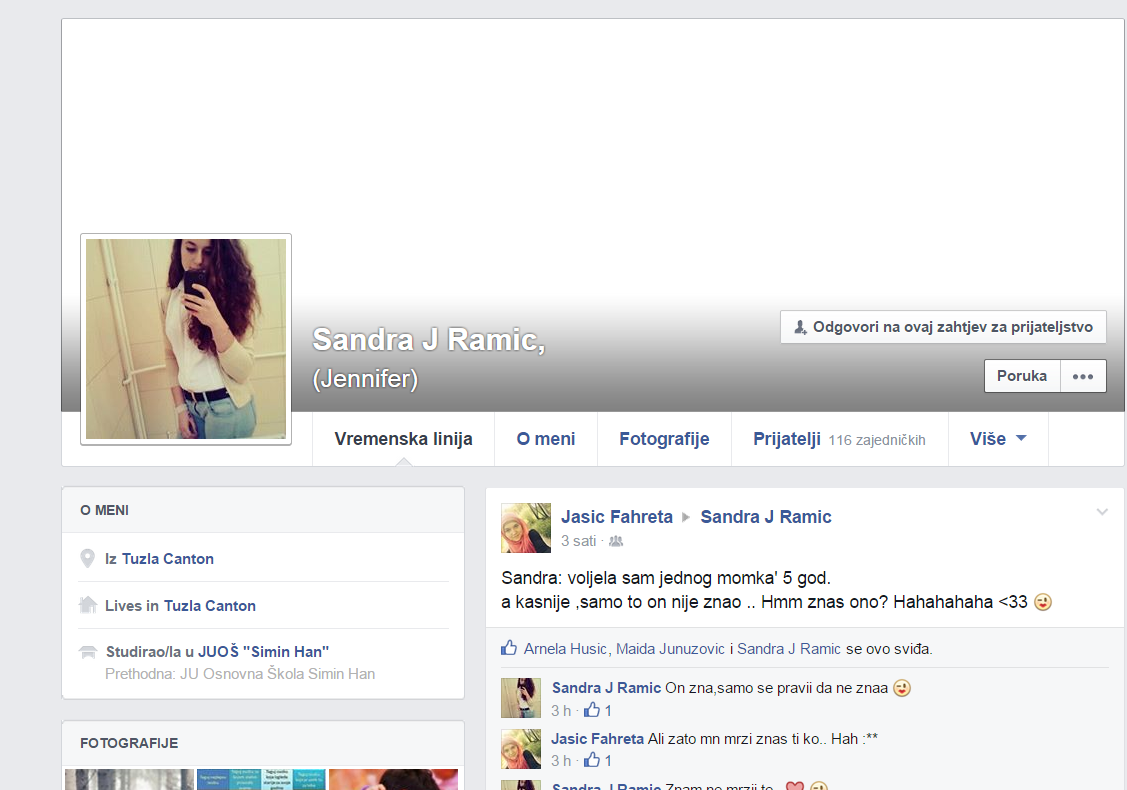 Sandra J Ramic,
(Jennifer)
Odgovori na ovaj zahtjev za prijateljstvo
Poruka
Vremenska linija
O meni
Fotografije
Prijatelji 116 zajedničkih
Više
O MENI
Iz Tuzla Canton
Lives in Tuzla Canton
Studirao/la u JUOŠ "Simin Han"
Prethodna: JU Osnovna Škola Simin Han
FOTOGRAFIJE
Jasic Fahreta ▸ Sandra J Ramic
3 sati ·
Sandra: voljela sam jednog momka' 5 god.
a kasnije ,samo to on nije znao .. Hmm znas ono? Hahahahaha <33 😜
Arnela Husic, Maida Junuzovic i Sandra J Ramic se ovo sviđa.
Sandra J Ramic On zna,samo se pravii da ne znaa 😜
3 h · 1
Jasic Fahreta Ali zato mn mrzi znas ti ko.. Hah :**
3 h · 1
Sandra J Ramic Znam ne mrzii to